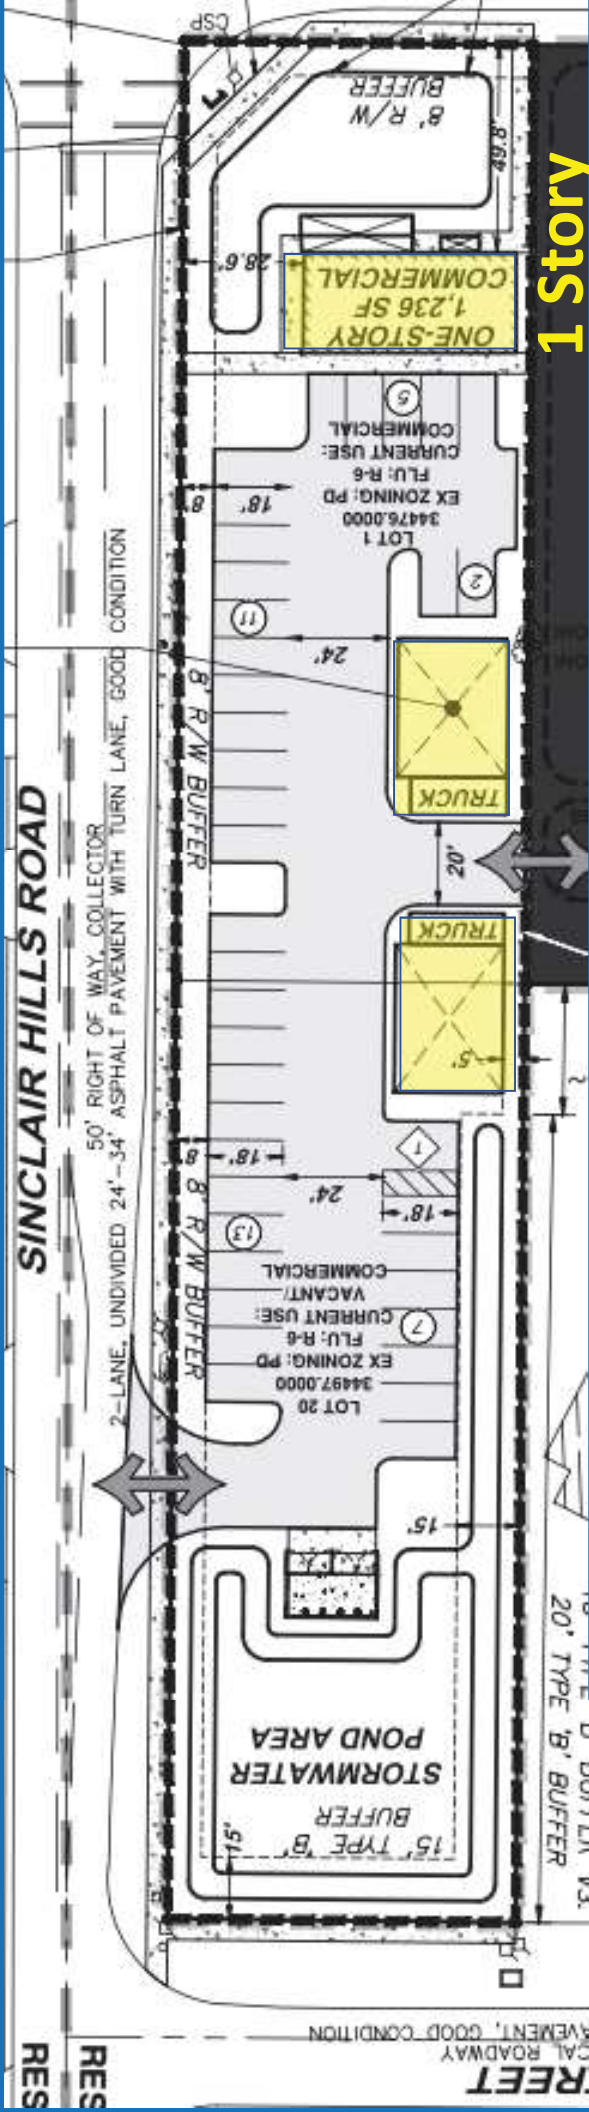 CSP
8' R/W
BUFFER
49.8'
1 Story
28.6'
ONE-STORY
1,236 SF
COMMERCIAL
5
LOT 1
34476.0000
EX ZONING: PD
FLU: R-6
CURRENT USE:
COMMERCIAL
8'
18'
2
11
24'
8' R/W BUFFER
TRUCK
20'
TRUCK
5'
SINCLAIR HILLS ROAD
50' RIGHT OF WAY, COLLECTOR
2-LANE, UNDIVIDED 24'-34' ASPHALT PAVEMENT WITH TURN LANE, GOOD CONDITION
1
8'
18'
24'
18'
8' R/W BUFFER
13
7
LOT 20
34497.0000
EX ZONING: PD
FLU: R-6
CURRENT USE:
VACANT/
COMMERCIAL
15'
20' TYPE 'B' BUFFER
STORMWATER
POND AREA
15' TYPE 'B'
BUFFER
15'
GOOD CONDITION
ROADWAY
RES
RES